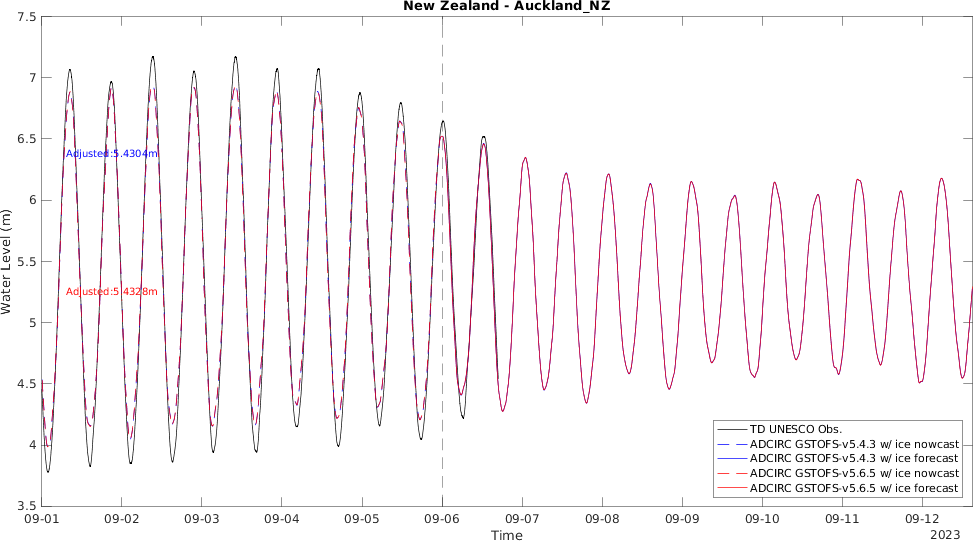 New Zealand - Auckland_NZ
7.5
7
6.5
6
5.5
5
4.5
4
3.5
Water Level (m)
Adjusted:5.4304m
Adjusted:5.4328m
TD UNESCO Obs.
ADCIRC GSTOFS-v5.4.3 w/ ice nowcast
ADCIRC GSTOFS-v5.4.3 w/ ice forecast
ADCIRC GSTOFS-v5.6.5 w/ ice nowcast
ADCIRC GSTOFS-v5.6.5 w/ ice forecast
09-01 09-02 09-03 09-04 09-05 09-06 09-07 09-08 09-09 09-10 09-11 09-12
Time
2023